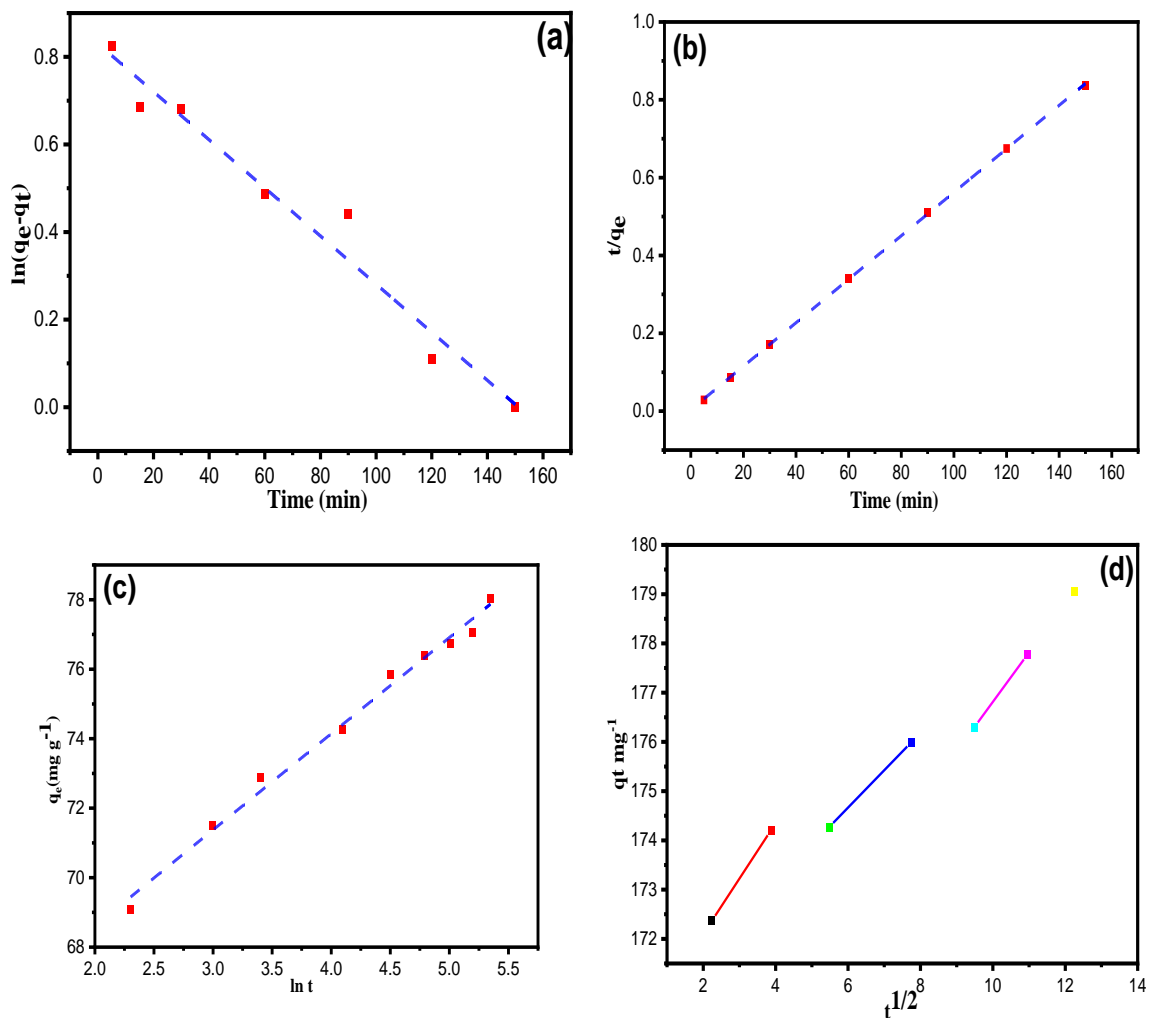 (a)
0.8
0.6
0.4
0.2
0.0
ln(qe-qt)
0 20 40 60 80 100 120 140 160
Time (min)
(b)
1.0
0.8
0.6
0.4
0.2
0.0
t/qe
0 20 40 60 80 100 120 140 160
Time (min)
(c)
78
76
74
72
70
68
qe(mg g-1)
2.0 2.5 3.0 3.5 4.0 4.5 5.0 5.5
ln t
(d)
180
179
178
177
176
175
174
173
172
qt mg-1
2 4 6 8 10 12 14
t1/2